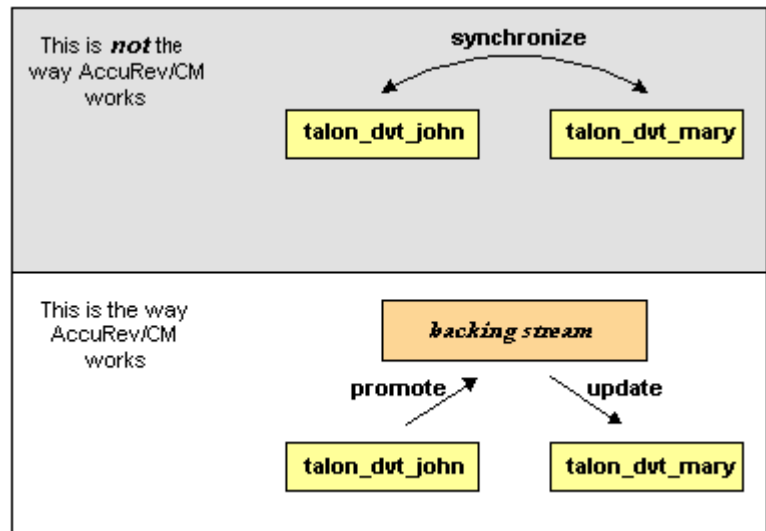 This is not the
way AccuRev/CM
works
synchronize
talon_dvt_john
talon_dvt_mary
This is the way
AccuRev/CM
works
backing stream
promote
update
talon_dvt_john
talon_dvt_mary